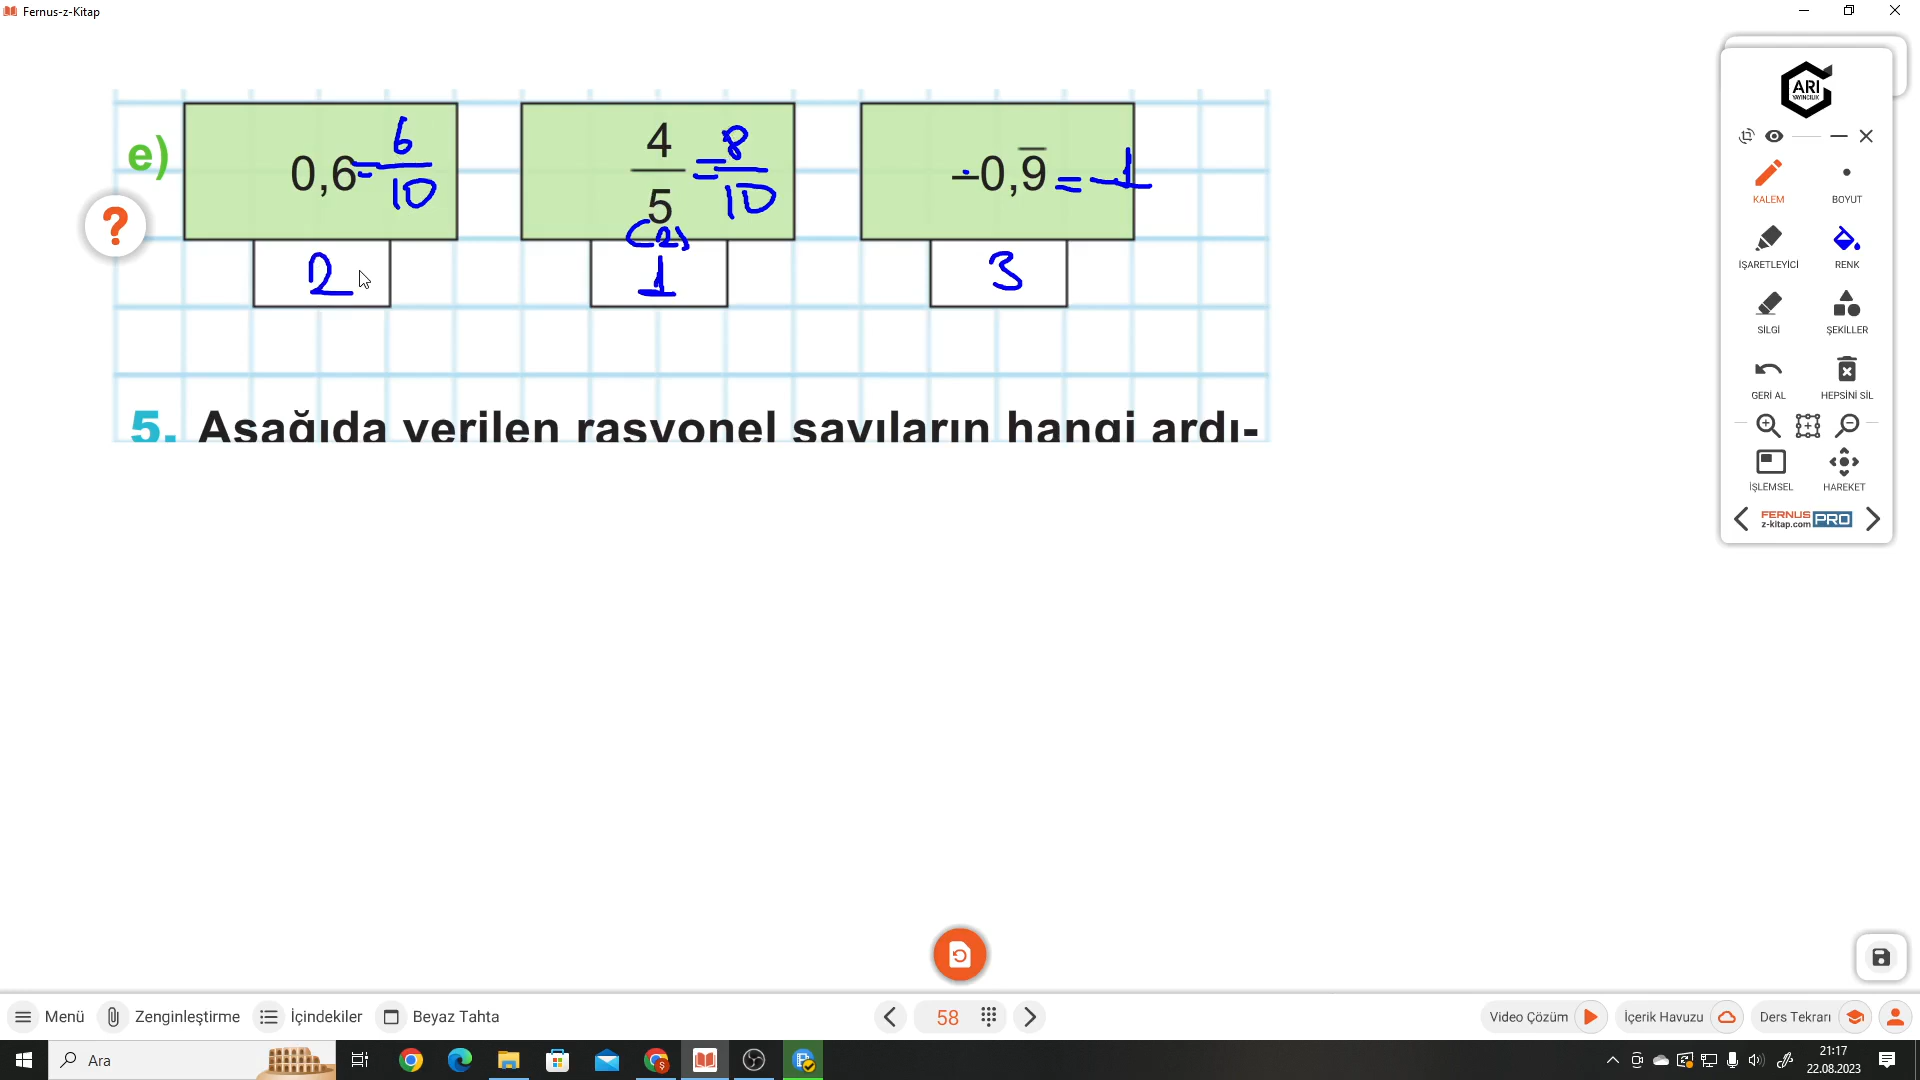 Fernus-z-Kitap
e)
0,6 = 6/10
4/5 = 8/10
(2)
-0,9̅ = -1
2
1
3
?
5. Aşağıda verilen rasyonel sayıların hangi ardı-
ARI
YAYINCILIK
KALEM
BOYUT
İŞARETLEYİCİ
RENK
SİLGİ
ŞEKİLLER
GERİ AL
HEPSİNİ SİL
İŞLEMSEL
HAREKET
FERNUS
z-kitap.com PRO
Menü
Zenginleştirme
İçindekiler
Beyaz Tahta
58
Video Çözüm
İçerik Havuzu
Ders Tekrarı
Ara
21:17
22.08.2023